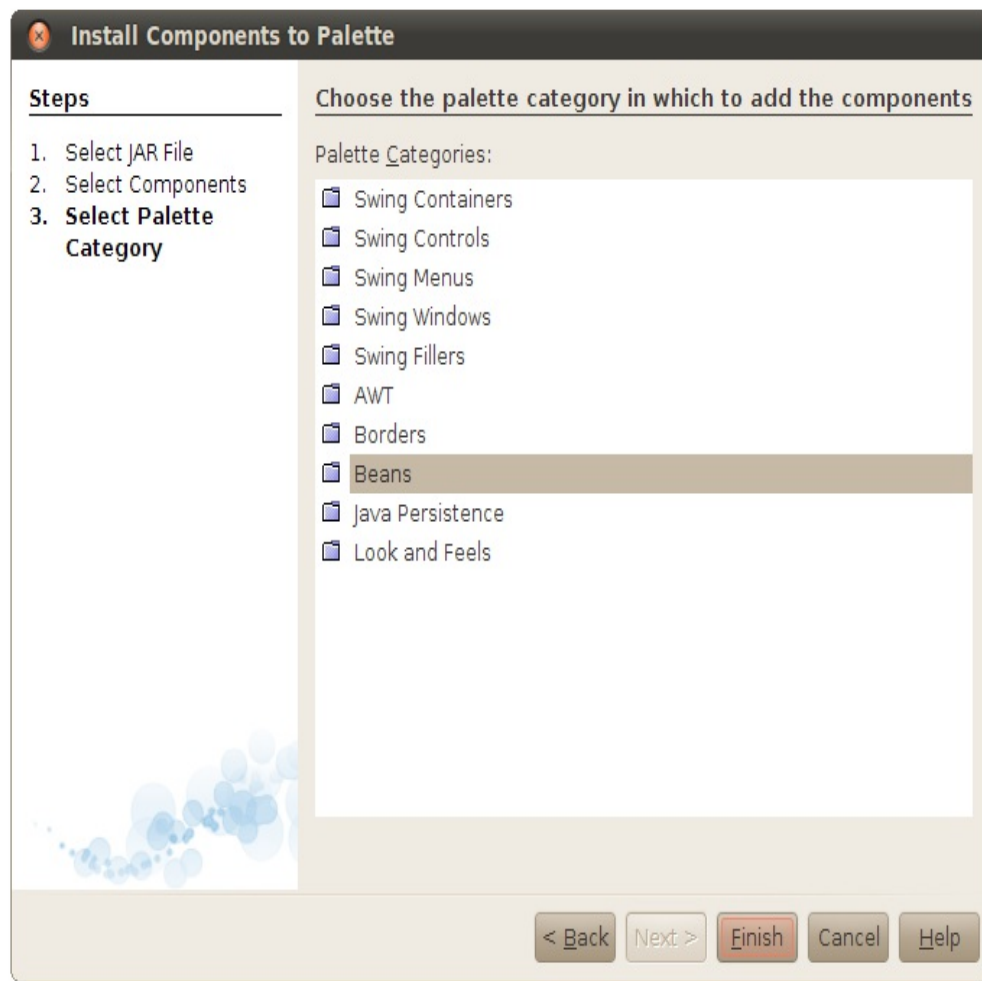 Install Components to Palette
Steps
1. Select JAR File
2. Select Components
3. Select Palette
Category
Choose the palette category in which to add the components
Palette Categories:
Swing Containers
Swing Controls
Swing Menus
Swing Windows
Swing Fillers
AWT
Borders
Beans
Java Persistence
Look and Feels
< Back Next > Finish Cancel Help